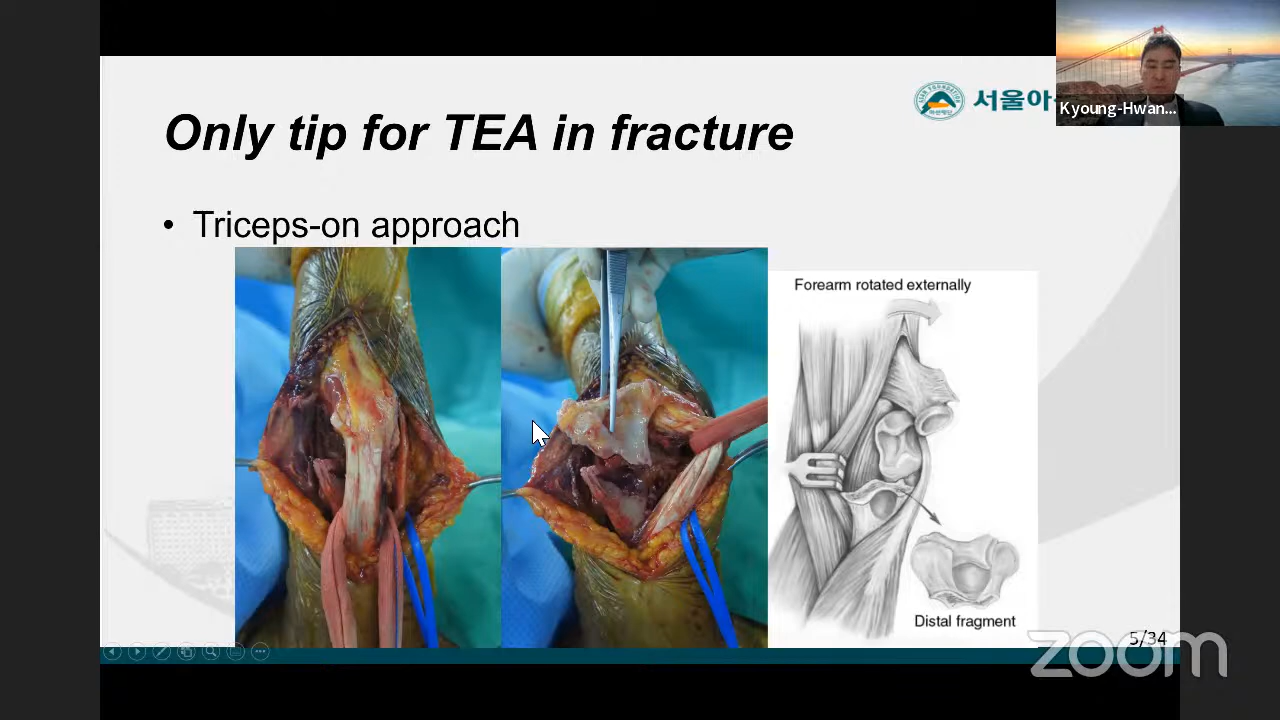 Only tip for TEA in fracture
서울아
Kyoung-Hwan...
• Triceps-on approach
Forearm rotated externally
Distal fragment
5/34
zoom